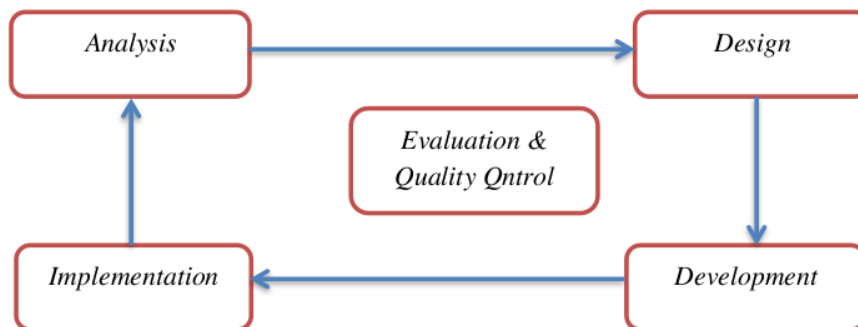 Analysis
Design
Evaluation &
Quality Qntrol
Implementation
Development